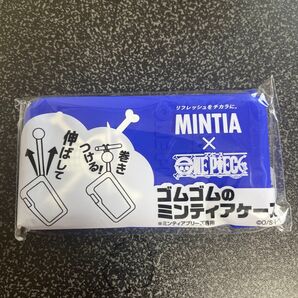 リフレッシュをチカラに。
MINTIA
×
ONE PIECE
伸ばして
巻き
つける!
ゴムゴムの
ミンティアケース
※ミンティアブリーズ専用